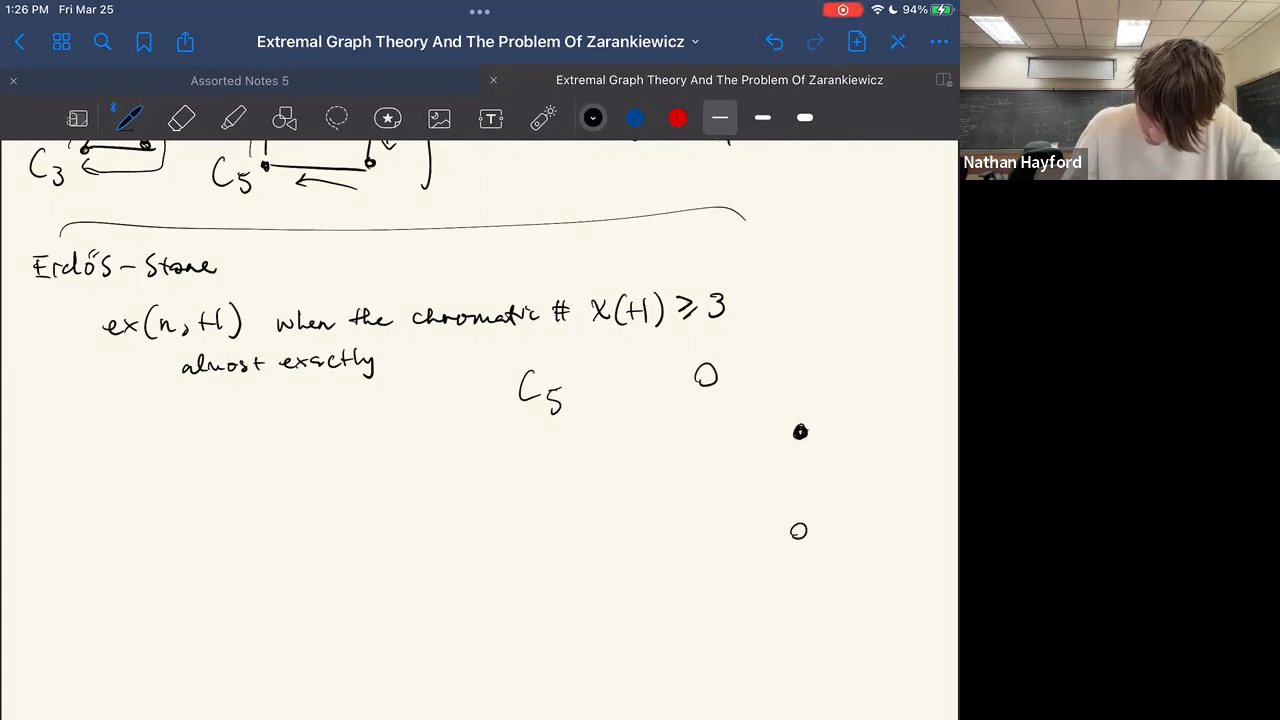 1:26 PM Fri Mar 25
94%
Extremal Graph Theory And The Problem Of Zarankiewicz
Assorted Notes 5
Extremal Graph Theory And The Problem Of Zarankiewicz
Nathan Hayford
C3 C5
Erdős – Stone
ex(n, H) when the chromatic # χ(H) ≥ 3
almost exactly
C5